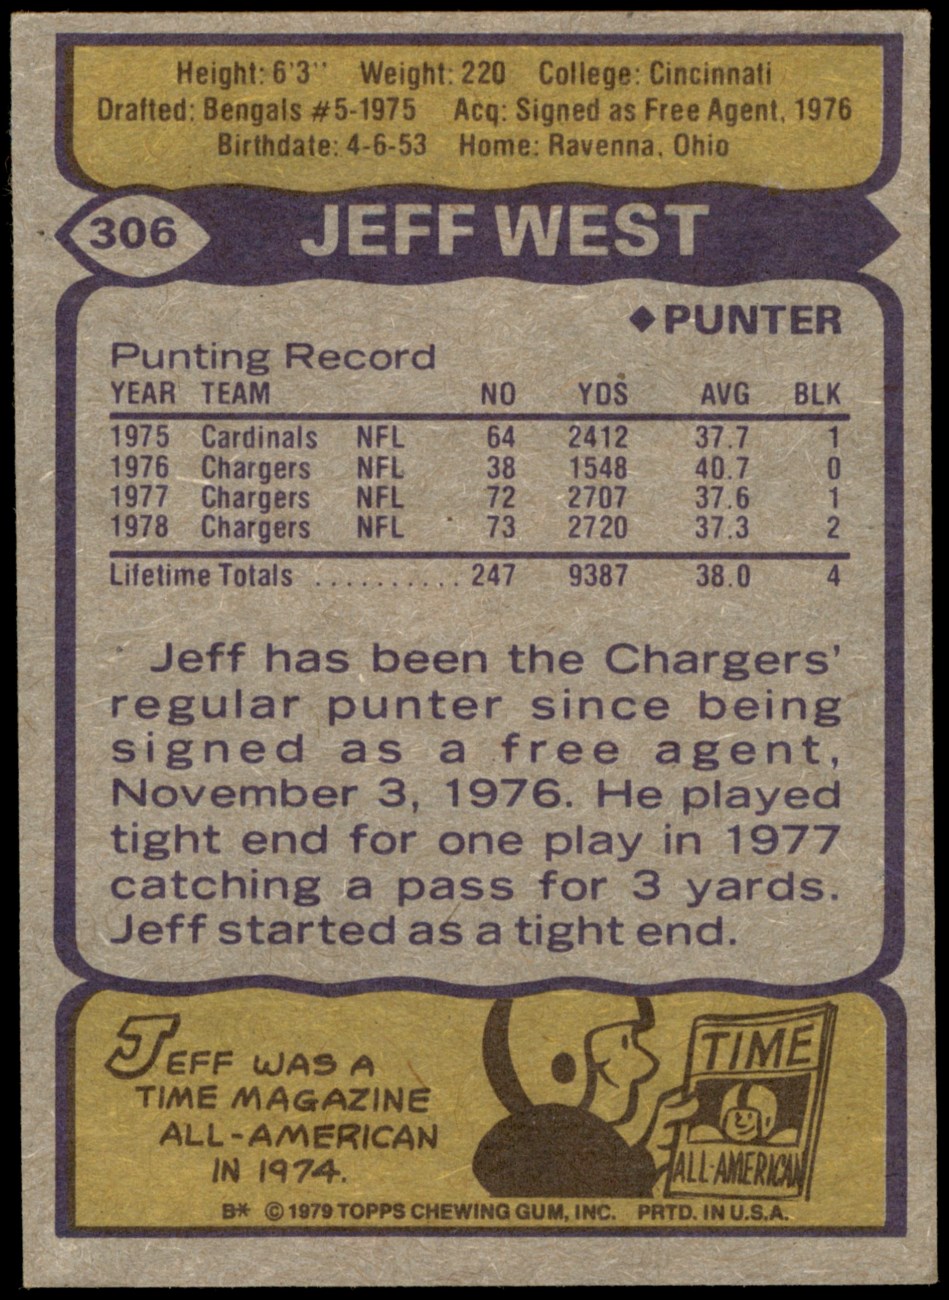 Height: 6'3" Weight: 220 College: Cincinnati
Drafted: Bengals #5-1975 Acq: Signed as Free Agent, 1976
Birthdate: 4-6-53 Home: Ravenna, Ohio
306 JEFF WEST
◆PUNTER
Punting Record
YEAR TEAM NO YDS AVG BLK
1975 Cardinals NFL 64 2412 37.7 1
1976 Chargers NFL 38 1548 40.7 0
1977 Chargers NFL 72 2707 37.6 1
1978 Chargers NFL 73 2720 37.3 2
Lifetime Totals .......... 247 9387 38.0 4
Jeff has been the Chargers'
regular punter since being
signed as a free agent,
November 3, 1976. He played
tight end for one play in 1977
catching a pass for 3 yards.
Jeff started as a tight end.
JEFF WAS A
TIME MAGAZINE
ALL-AMERICAN
IN 1974.
TIME
ALL-AMERICAN
B* © 1979 TOPPS CHEWING GUM, INC. PRTD. IN U.S.A.